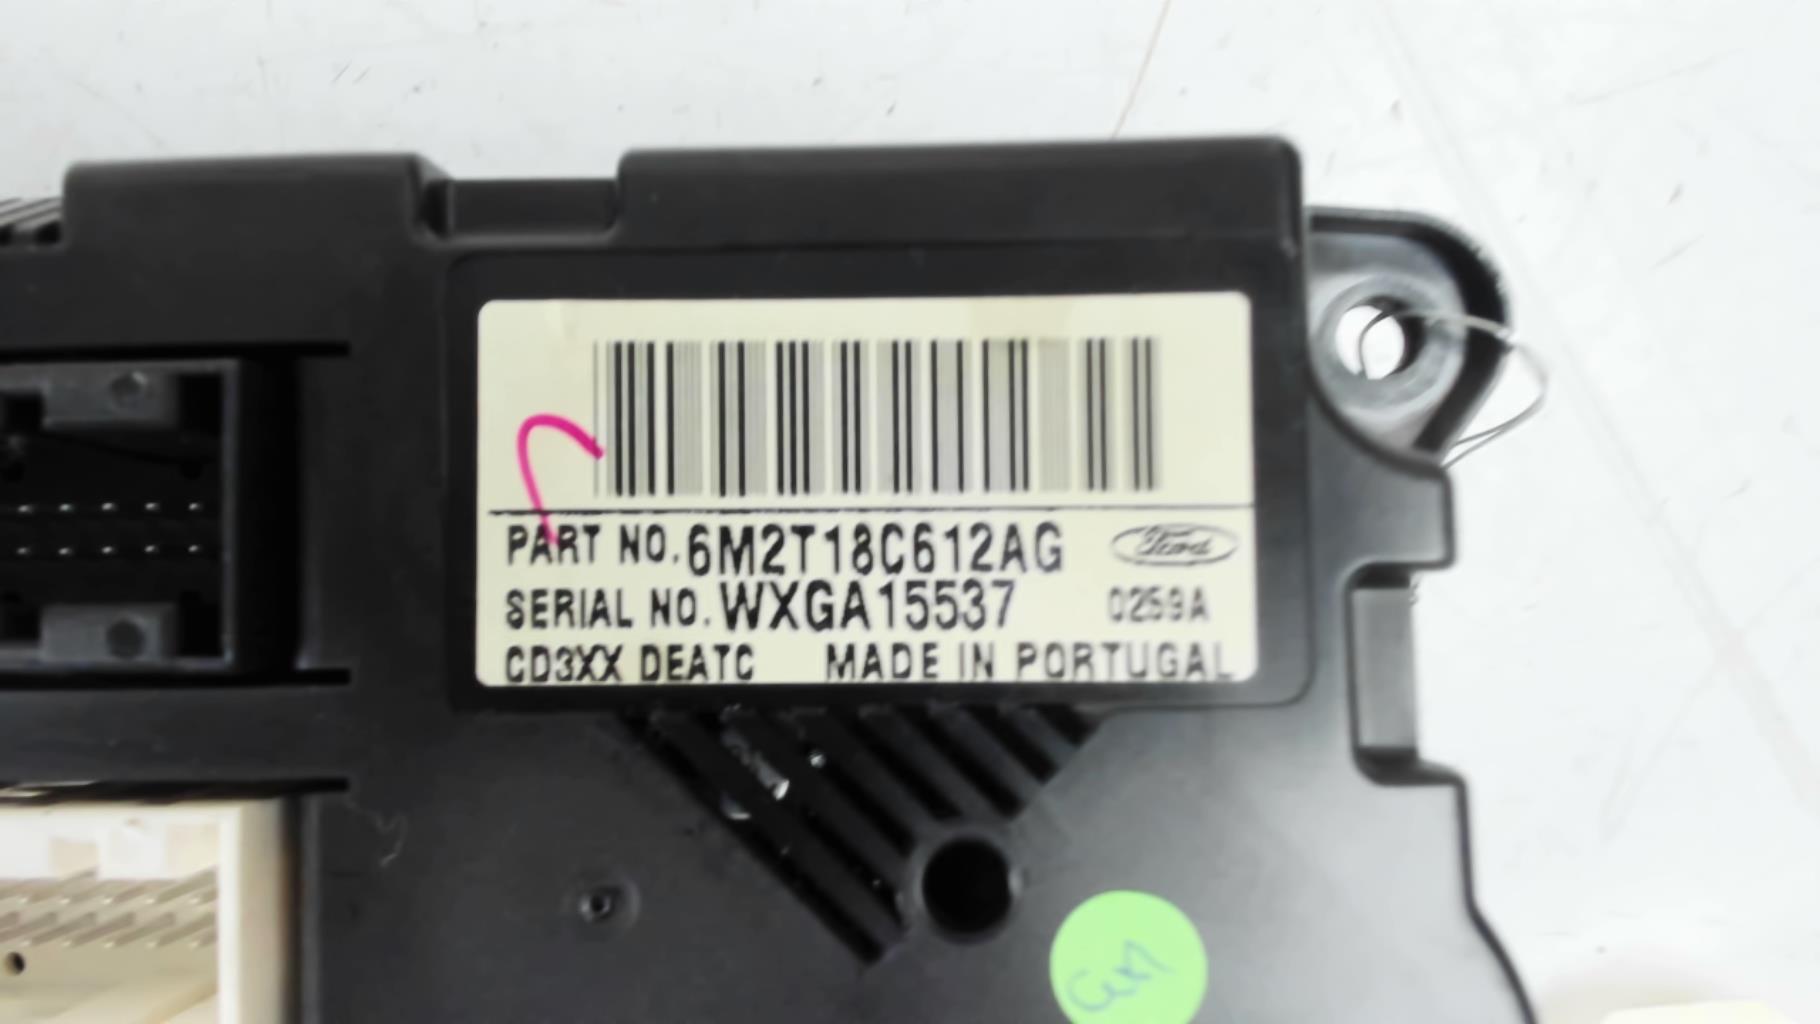 PART NO. 6M2T18C612AG Ford
SERIAL NO. WXGA15537 0259A
CD3XX DEATC MADE IN PORTUGAL